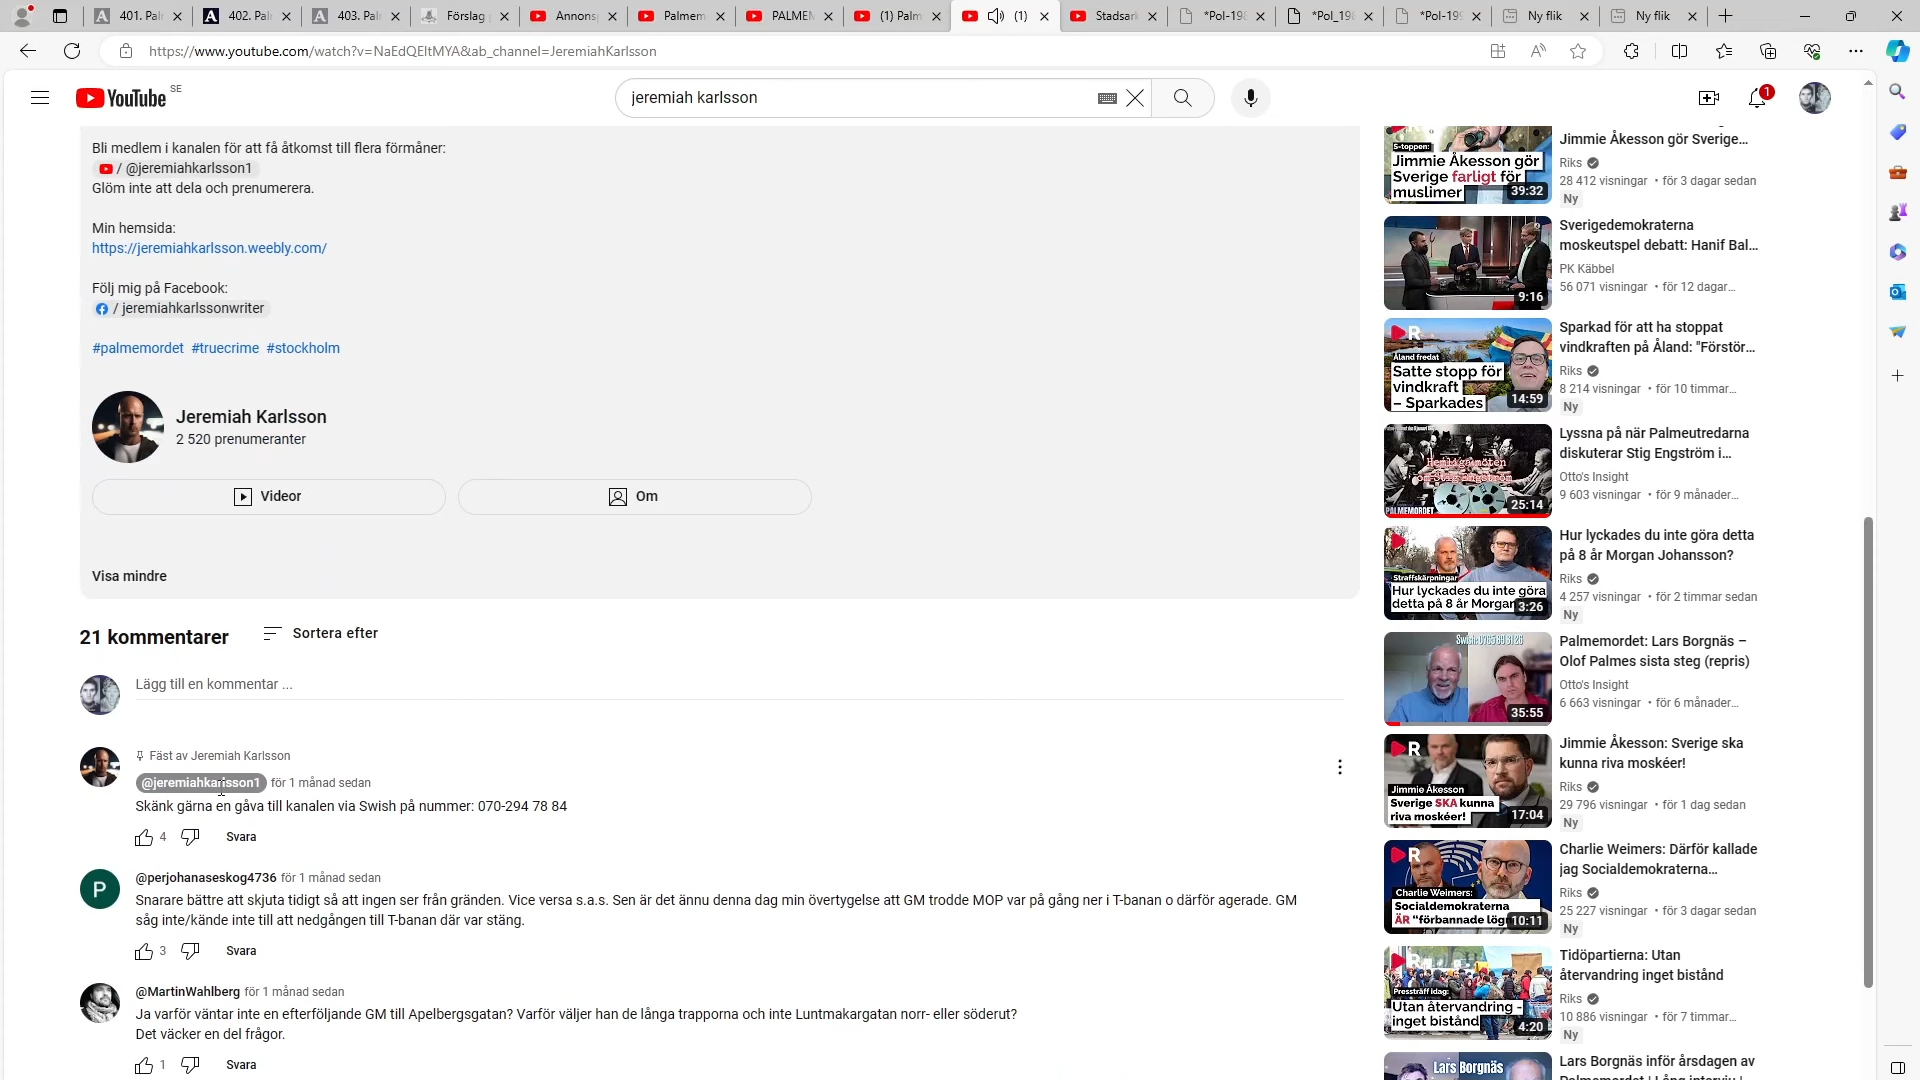 401. Pal
402. Pal
403. Pal
Förslag
Annons
Palmem
PALMEM
(1) Palm
(1)
Stadsar
*Pol-198
*Pol_198
*Pol-199
Ny flik
Ny flik
https://www.youtube.com/watch?v=NaEdQEltMYA&ab_channel=JeremiahKarlsson
YouTube SE
jeremiah karlsson
1
Bli medlem i kanalen för att få åtkomst till flera förmåner:
/ @jeremiahkarlsson1
Glöm inte att dela och prenumerera.
Min hemsida:
https://jeremiahkarlsson.weebly.com/
Följ mig på Facebook:
/ jeremiahkarlssonwriter
#palmemordet #truecrime #stockholm
Jeremiah Karlsson
2 520 prenumeranter
Videor
Om
Visa mindre
21 kommentarer
Sortera efter
Lägg till en kommentar ...
Fäst av Jeremiah Karlsson
@jeremiahkarlsson1 för 1 månad sedan
Skänk gärna en gåva till kanalen via Swish på nummer: 070-294 78 84
4
Svara
P
@perjohanaseskog4736 för 1 månad sedan
Snarare bättre att skjuta tidigt så att ingen ser från gränden. Vice versa s.a.s. Sen är det ännu denna dag min övertygelse att GM trodde MOP var på gång ner i T-banan o därför agerade. GM
såg inte/kände inte till att nedgången till T-banan där var stäng.
3
Svara
@MartinWahlberg för 1 månad sedan
Ja varför väntar inte en efterföljande GM till Apelbergsgatan? Varför väljer han de långa trapporna och inte Luntmakargatan norr- eller söderut?
Det väcker en del frågor.
1
Svara
S-toppen:
Jimmie Åkesson gör
Sverige farligt för
muslimer
39:32
Jimmie Åkesson gör Sverige...
Riks
28 412 visningar • för 3 dagar sedan
Ny
9:16
Sverigedemokraterna
moskeutspel debatt: Hanif Bal...
PK Käbbel
56 071 visningar • för 12 dagar...
R
Åland fredat
Satte stopp för
vindkraft
– Sparkades
14:59
Sparkad för att ha stoppat
vindkraften på Åland: "Förstör...
Riks
8 214 visningar • för 10 timmar...
Ny
Hemliga möten
om Stig Engström
PALMEMORDET
25:14
Lyssna på när Palmeutredarna
diskuterar Stig Engström i...
Otto's Insight
9 603 visningar • för 9 månader...
Straffskärpningar
Hur lyckades du inte göra
detta på 8 år Morgan
3:26
Hur lyckades du inte göra detta
på 8 år Morgan Johansson?
Riks
4 257 visningar • för 2 timmar sedan
Ny
35:55
Palmemordet: Lars Borgnäs –
Olof Palmes sista steg (repris)
Otto's Insight
6 663 visningar • för 6 månader...
R
Jimmie Åkesson
Sverige SKA kunna
riva moskéer!
17:04
Jimmie Åkesson: Sverige ska
kunna riva moskéer!
Riks
29 796 visningar • för 1 dag sedan
Ny
R
Charlie Weimers:
Socialdemokraterna
ÄR "förbannade lögn
10:11
Charlie Weimers: Därför kallade
jag Socialdemokraterna...
Riks
25 227 visningar • för 3 dagar sedan
Ny
R
Pressträff idag:
Utan återvandring -
inget bistånd
4:20
Tidöpartierna: Utan
återvandring inget bistånd
Riks
10 886 visningar • för 7 timmar...
Ny
Lars Borgnäs
Lars Borgnäs inför årsdagen av